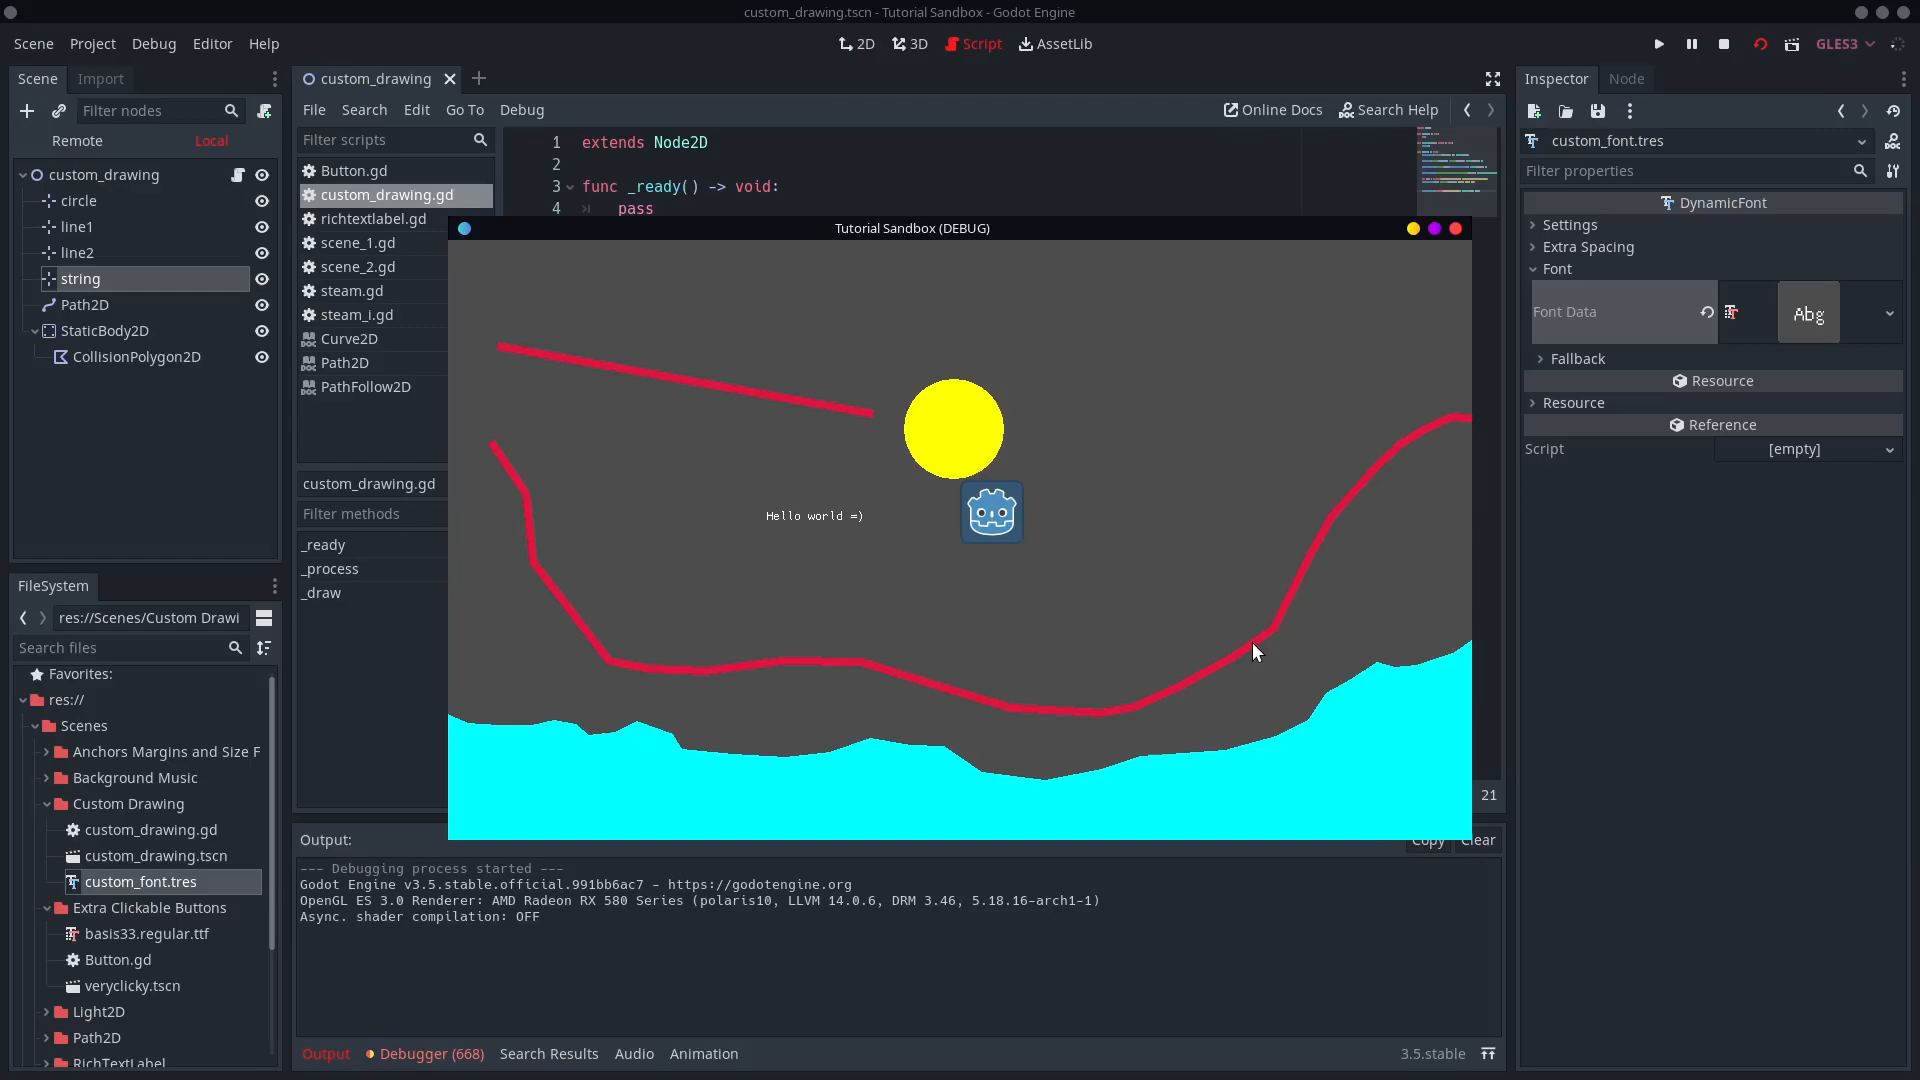 custom_drawing.tscn - Tutorial Sandbox - Godot Engine
Scene Project Debug Editor Help
2D 3D Script AssetLib
GLES3
Scene Import
Filter nodes
Remote Local
custom_drawing
circle
line1
line2
string
Path2D
StaticBody2D
CollisionPolygon2D
FileSystem
res://Scenes/Custom Drawi
Search files
Favorites:
res://
Scenes
Anchors Margins and Size F
Background Music
Custom Drawing
custom_drawing.gd
custom_drawing.tscn
custom_font.tres
Extra Clickable Buttons
basis33.regular.ttf
Button.gd
veryclicky.tscn
Light2D
Path2D
RichTextLabel
custom_drawing
File Search Edit Go To Debug
Online Docs Search Help
Filter scripts
Button.gd
custom_drawing.gd
richtextlabel.gd
scene_1.gd
scene_2.gd
steam.gd
steam_i.gd
Curve2D
Path2D
PathFollow2D
custom_drawing.gd
Filter methods
_ready
_process
_draw
1 extends Node2D
2
3 func _ready() -> void:
4 pass
Tutorial Sandbox (DEBUG)
Hello world =)
21
Output:
Copy Clear
--- Debugging process started ---
Godot Engine v3.5.stable.official.991bb6ac7 - https://godotengine.org
OpenGL ES 3.0 Renderer: AMD Radeon RX 580 Series (polaris10, LLVM 14.0.6, DRM 3.46, 5.18.16-arch1-1)
Async. shader compilation: OFF
Output Debugger (668) Search Results Audio Animation
3.5.stable
Inspector Node
custom_font.tres
Filter properties
DynamicFont
Settings
Extra Spacing
Font
Font Data
Abg
Fallback
Resource
Resource
Reference
Script [empty]